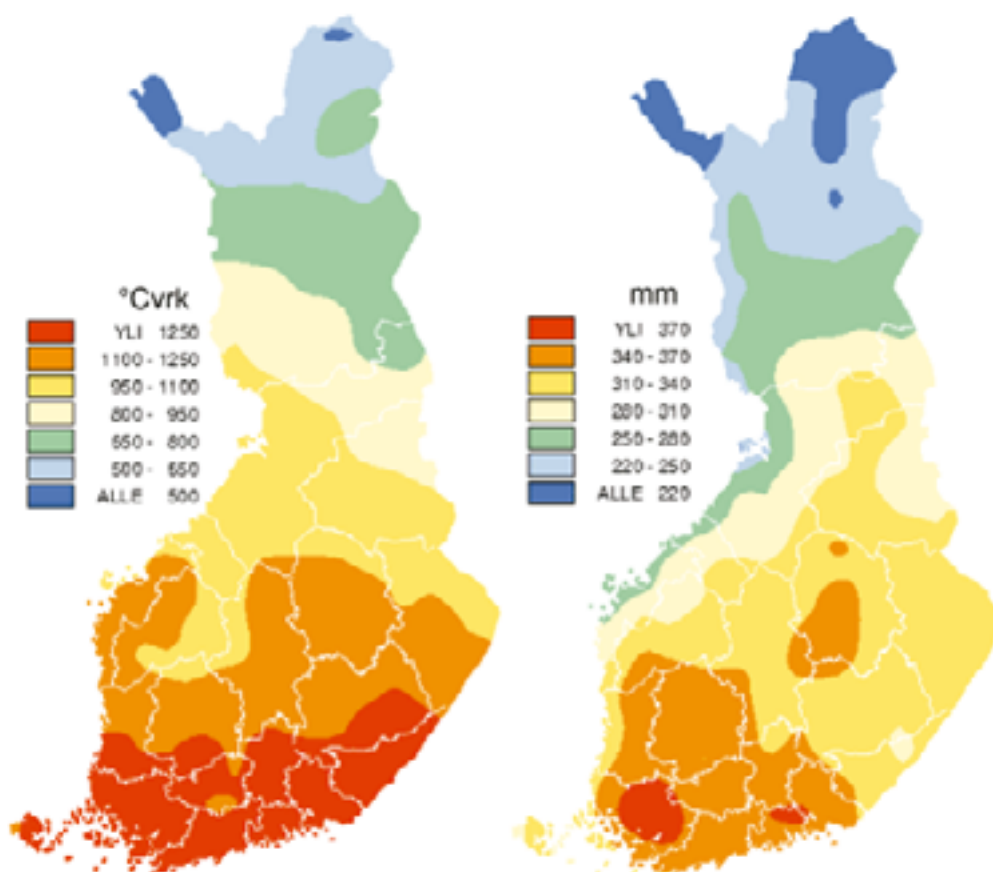 °Cvrk
YLI 1250
1100 - 1250
950 - 1100
800 - 950
650 - 800
500 - 650
ALLE 500
mm
YLI 370
340 - 370
310 - 340
280 - 310
250 - 280
220 - 250
ALLE 220